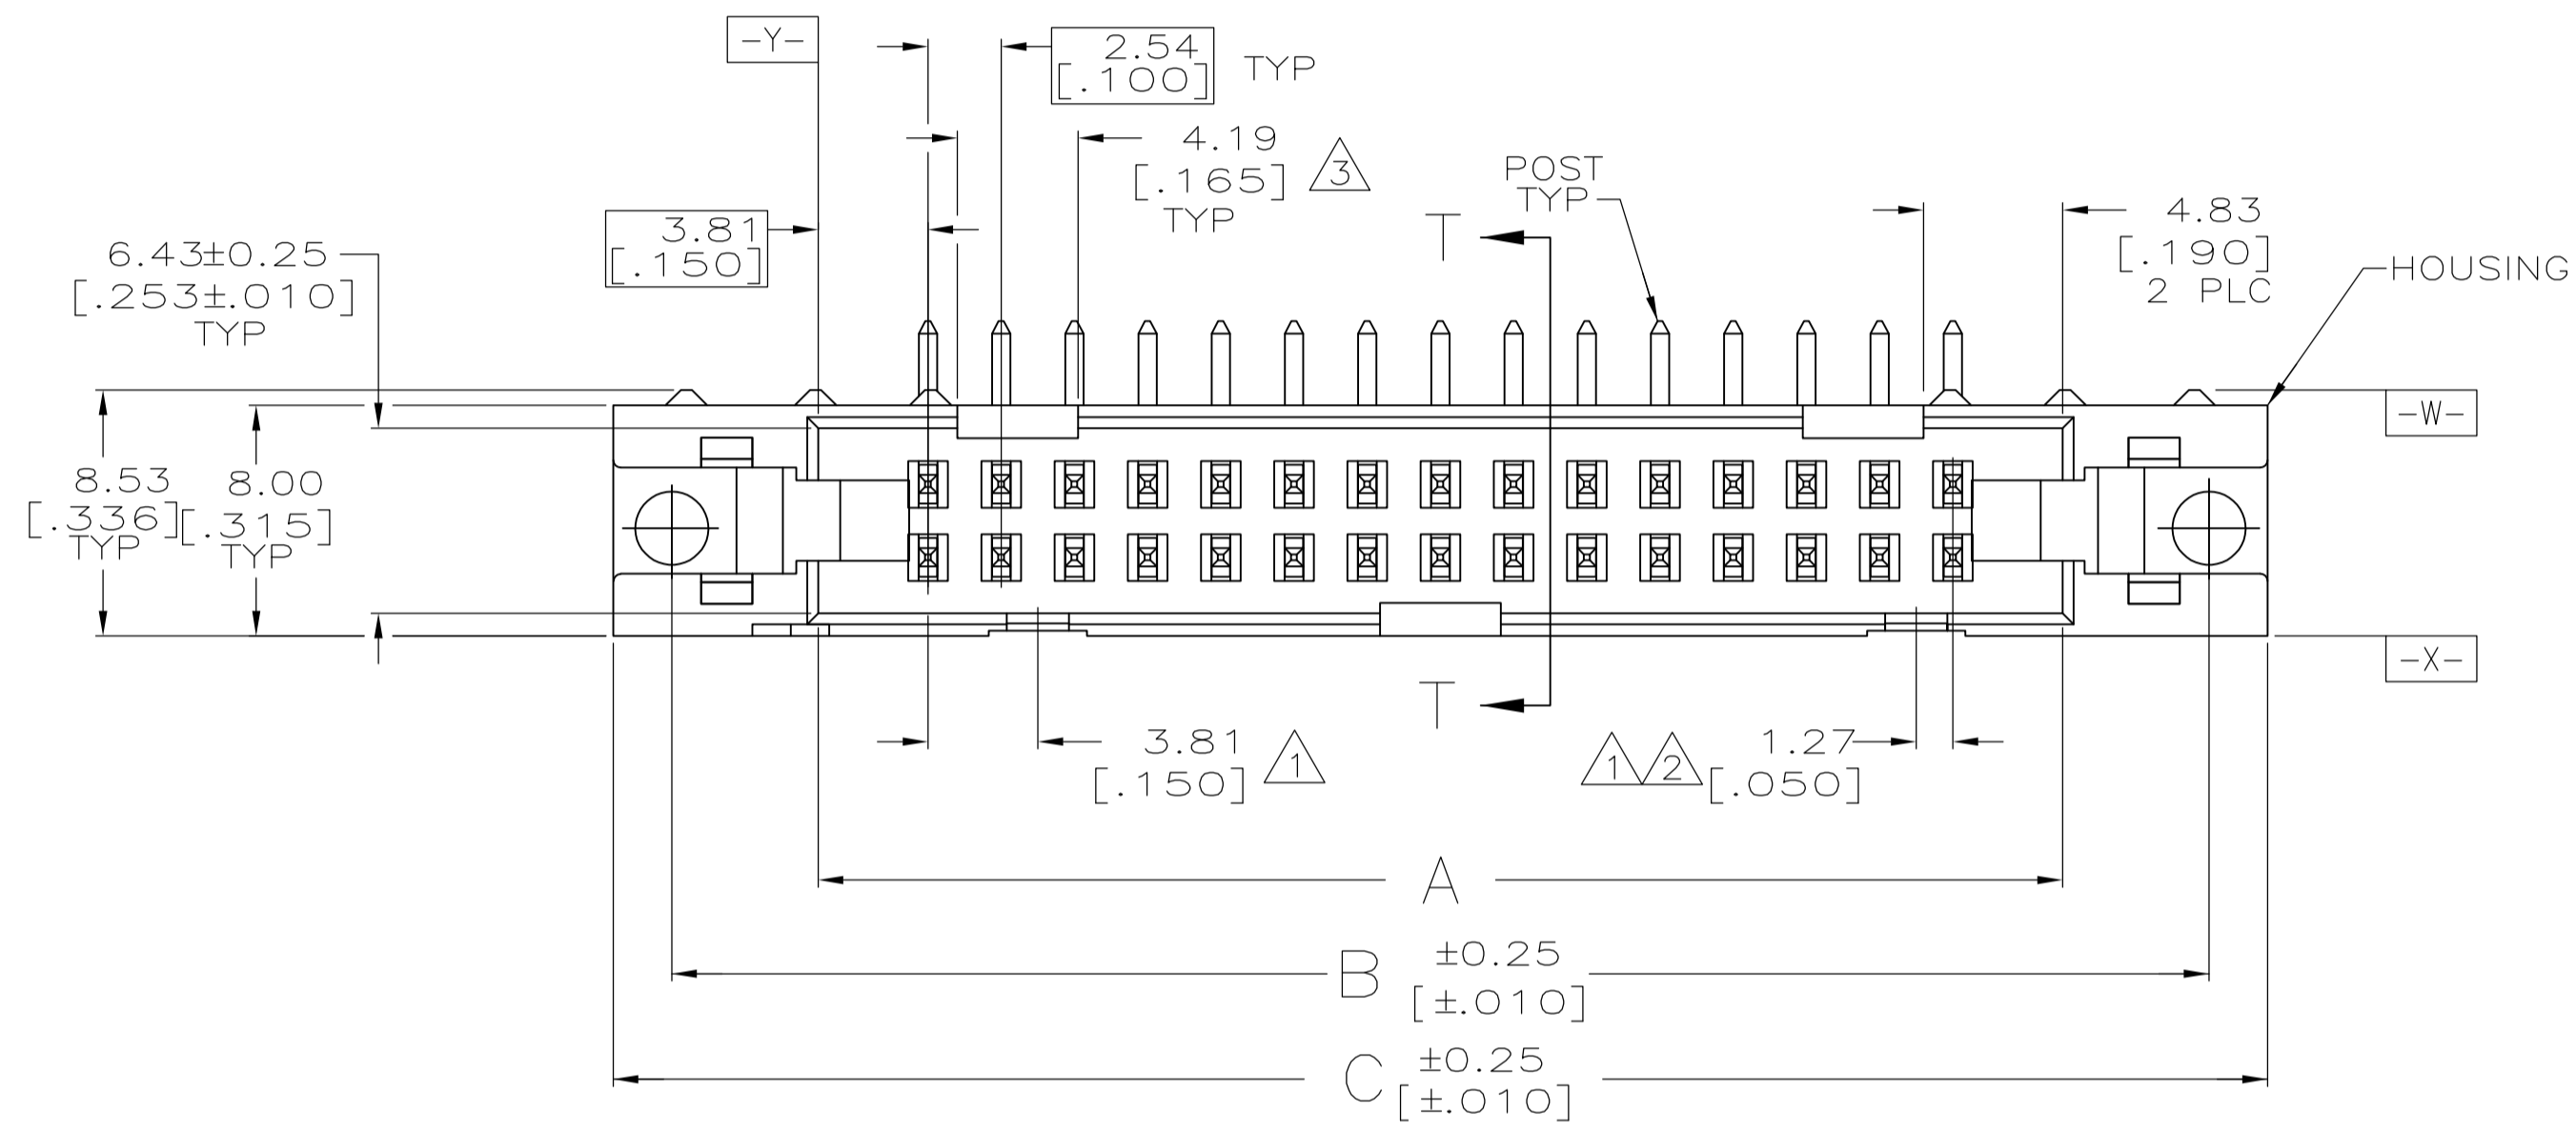 -Y-
2.54
[.100]
TYP
4.19
[.165]
TYP
3
3.81
[.150]
6.43±0.25
[.253±.010]
TYP
POST
TYP
T
4.83
[.190]
2 PLC
HOUSING
-W-
8.53
[.336]
TYP
8.00
[.315]
TYP
-X-
T
3.81
[.150]
1
1
2
1.27
[.050]
A
B ±0.25
[±.010]
C ±0.25
[±.010]